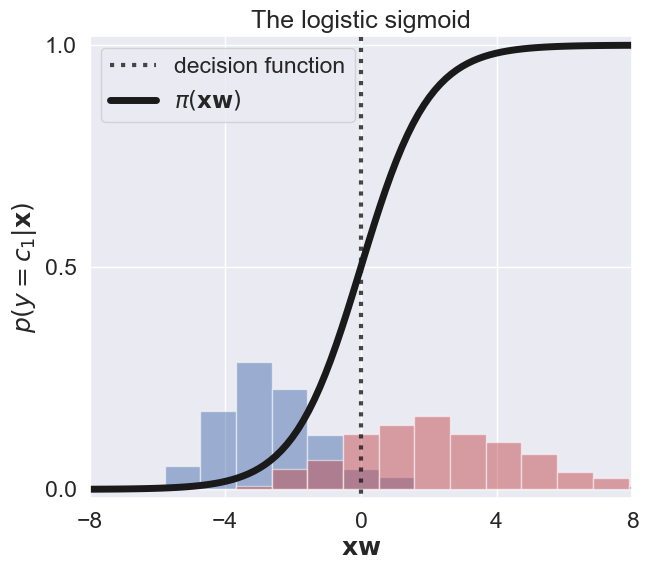 The logistic sigmoid
decision function
π(xw)
p(y = c₁|x)
1.0
0.5
0.0
−8
−4
0
4
8
xw